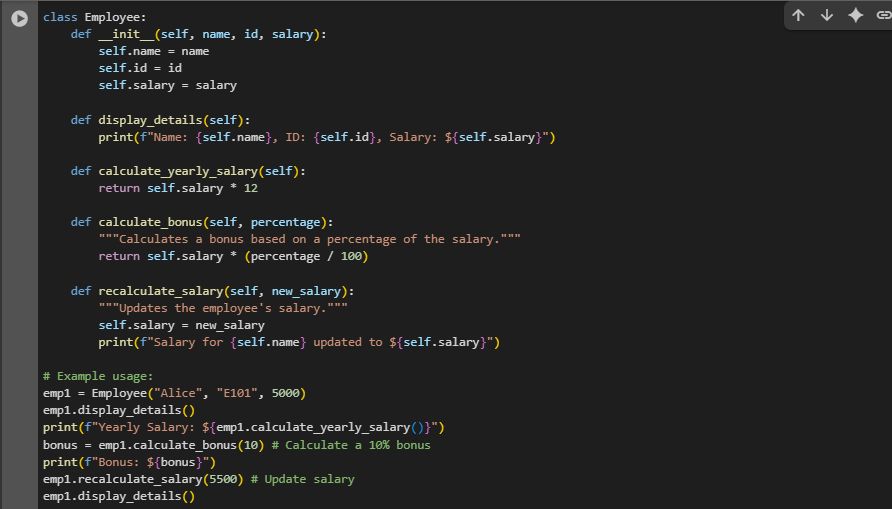 class Employee:
    def __init__(self, name, id, salary):
        self.name = name
        self.id = id
        self.salary = salary

    def display_details(self):
        print(f"Name: {self.name}, ID: {self.id}, Salary: ${self.salary}")

    def calculate_yearly_salary(self):
        return self.salary * 12

    def calculate_bonus(self, percentage):
        """Calculates a bonus based on a percentage of the salary."""
        return self.salary * (percentage / 100)

    def recalculate_salary(self, new_salary):
        """Updates the employee's salary."""
        self.salary = new_salary
        print(f"Salary for {self.name} updated to ${self.salary}")

# Example usage:
emp1 = Employee("Alice", "E101", 5000)
emp1.display_details()
print(f"Yearly Salary: ${emp1.calculate_yearly_salary()}")
bonus = emp1.calculate_bonus(10) # Calculate a 10% bonus
print(f"Bonus: ${bonus}")
emp1.recalculate_salary(5500) # Update salary
emp1.display_details()